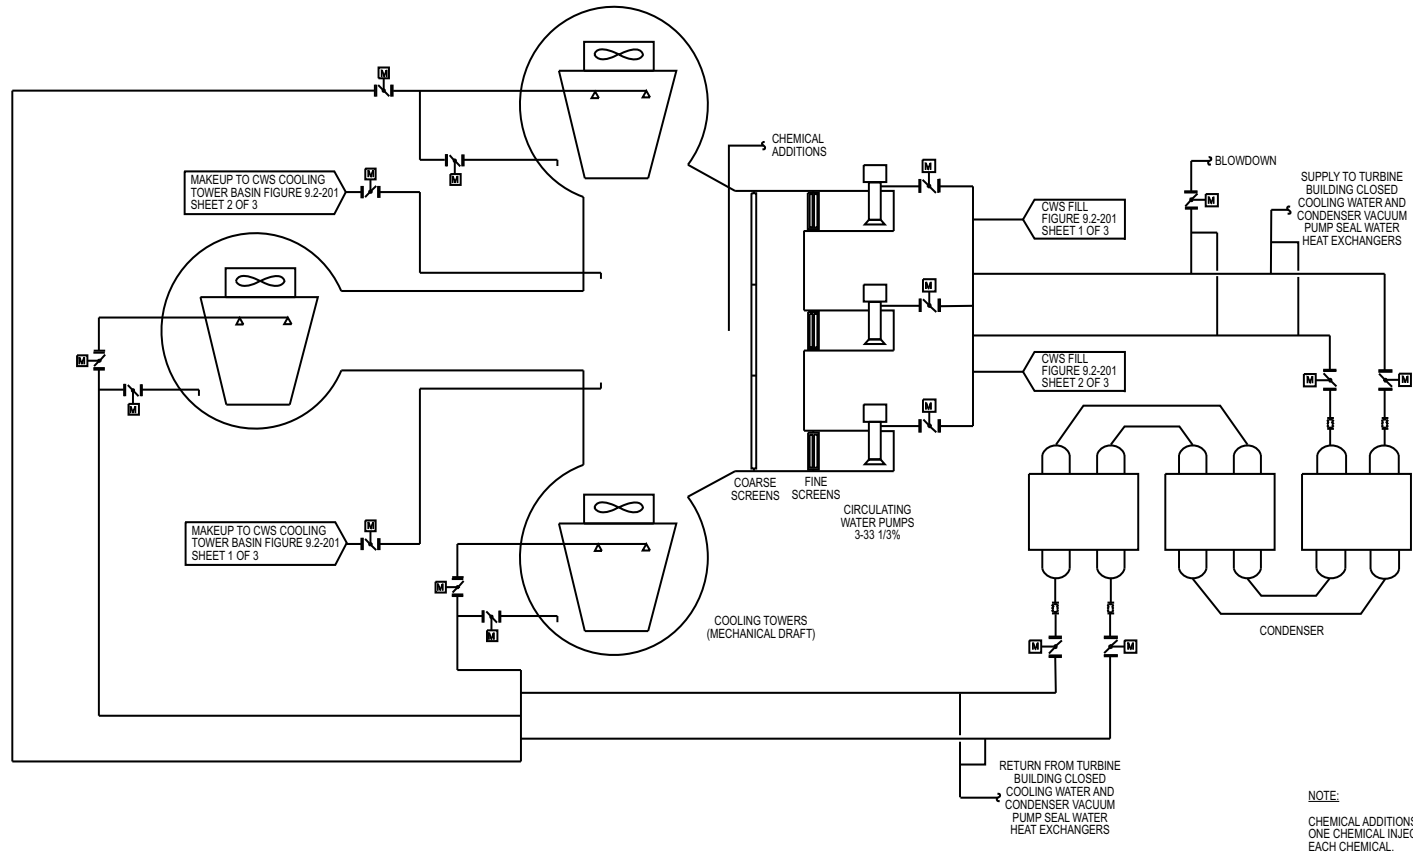 M
M
MAKEUP TO CWS COOLING
TOWER BASIN FIGURE 9.2-201
SHEET 2 OF 3
M
CHEMICAL
ADDITIONS
M
BLOWDOWN
M
SUPPLY TO TURBINE
BUILDING CLOSED
COOLING WATER AND
CONDENSER VACUUM
PUMP SEAL WATER
HEAT EXCHANGERS
CWS FILL
FIGURE 9.2-201
SHEET 1 OF 3
M
M
M
CWS FILL
FIGURE 9.2-201
SHEET 2 OF 3
M
M
M
MAKEUP TO CWS COOLING
TOWER BASIN FIGURE 9.2-201
SHEET 1 OF 3
M
COARSE
SCREENS
FINE
SCREENS
CIRCULATING
WATER PUMPS
3-33 1/3%
M
M
COOLING TOWERS
(MECHANICAL DRAFT)
CONDENSER
M
M
RETURN FROM TURBINE
BUILDING CLOSED
COOLING WATER AND
CONDENSER VACUUM
PUMP SEAL WATER
HEAT EXCHANGERS
NOTE:
CHEMICAL ADDITIONS
ONE CHEMICAL INJEC
EACH CHEMICAL.